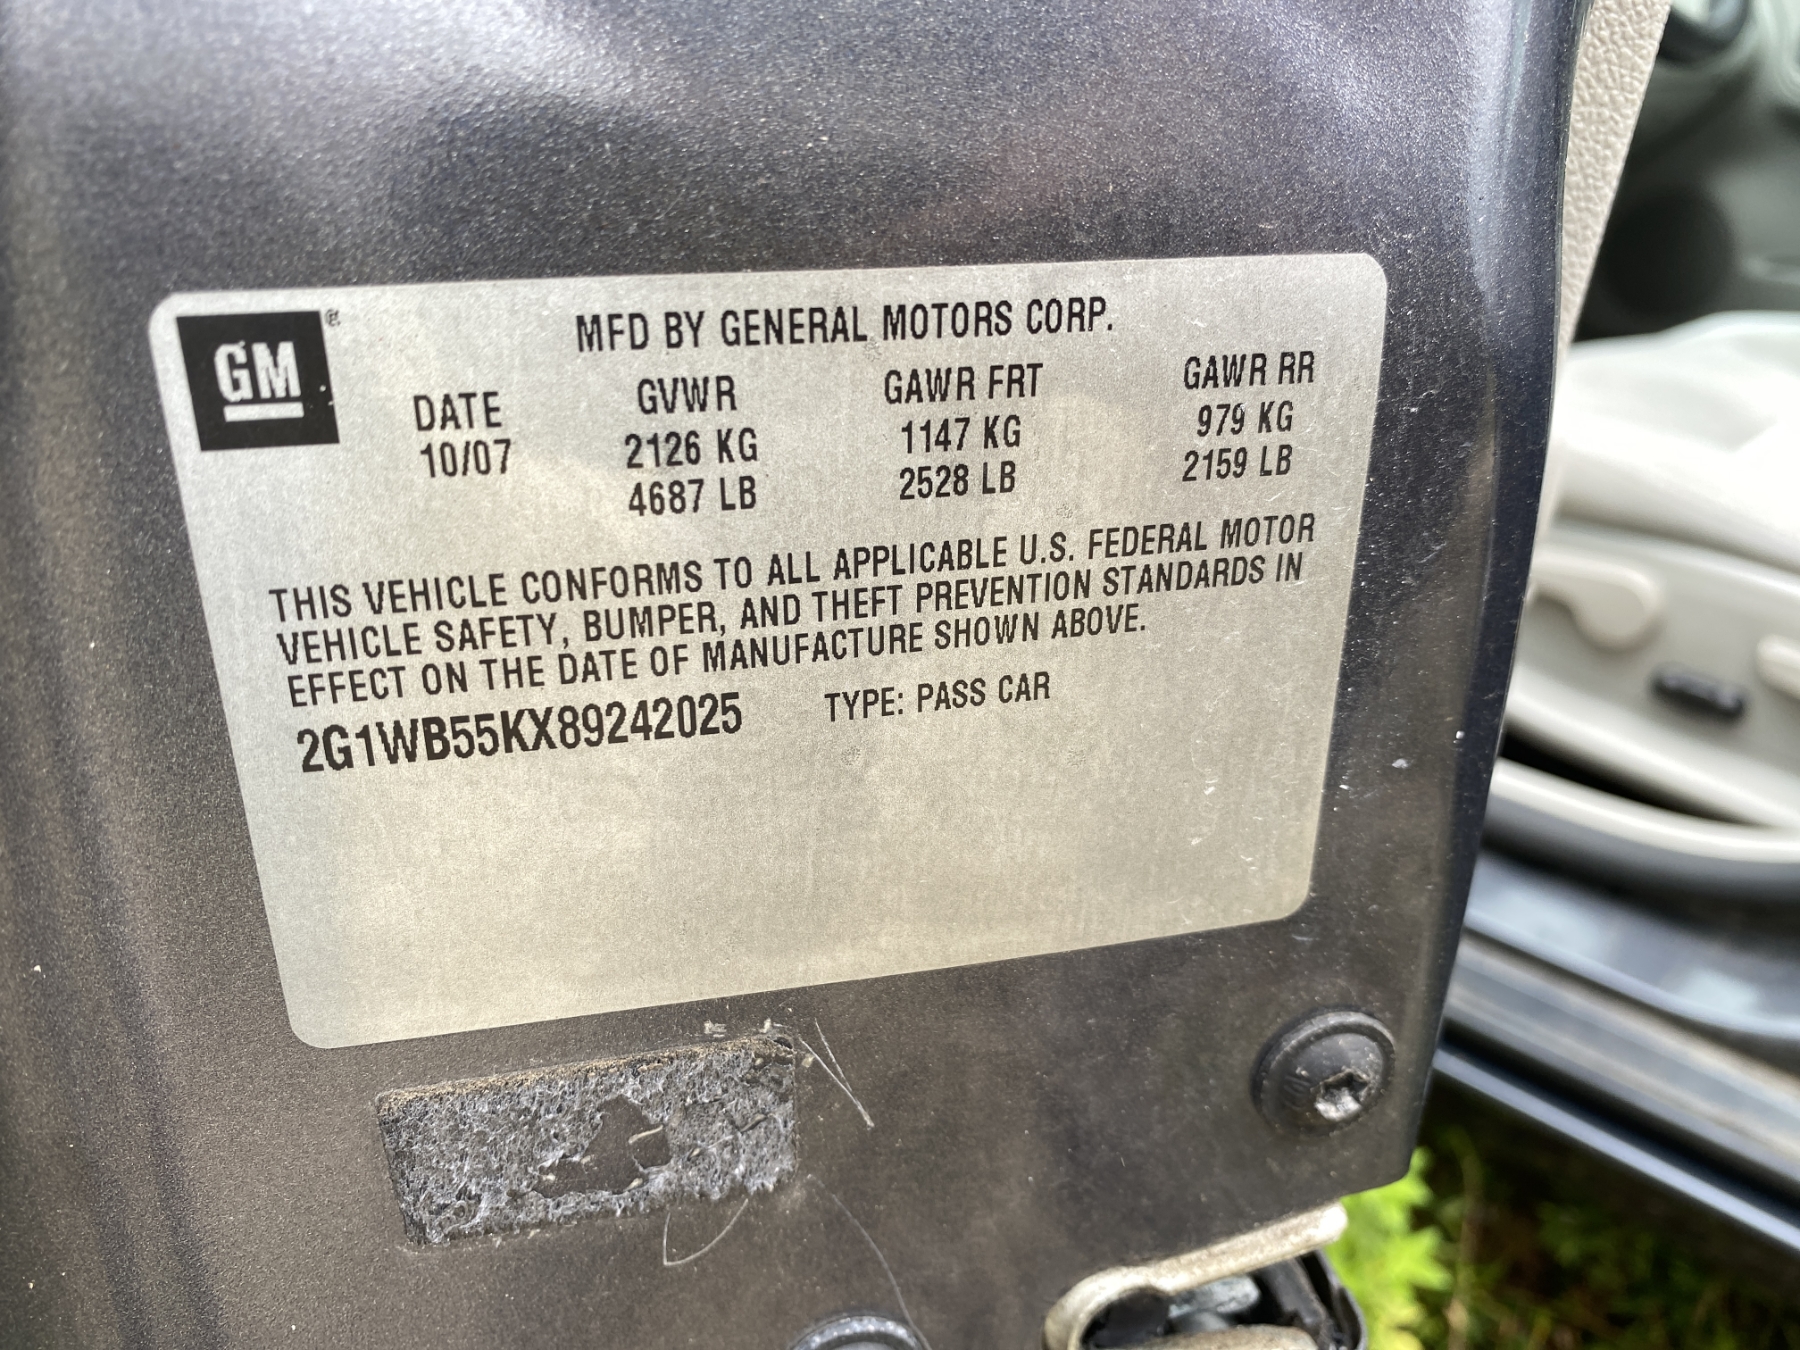 GM ®
MFD BY GENERAL MOTORS CORP.
DATE GVWR GAWR FRT GAWR RR
10/07 2126 KG 1147 KG 979 KG
4687 LB 2528 LB 2159 LB
THIS VEHICLE CONFORMS TO ALL APPLICABLE U.S. FEDERAL MOTOR
VEHICLE SAFETY, BUMPER, AND THEFT PREVENTION STANDARDS IN
EFFECT ON THE DATE OF MANUFACTURE SHOWN ABOVE.
2G1WB55KX89242025 TYPE: PASS CAR